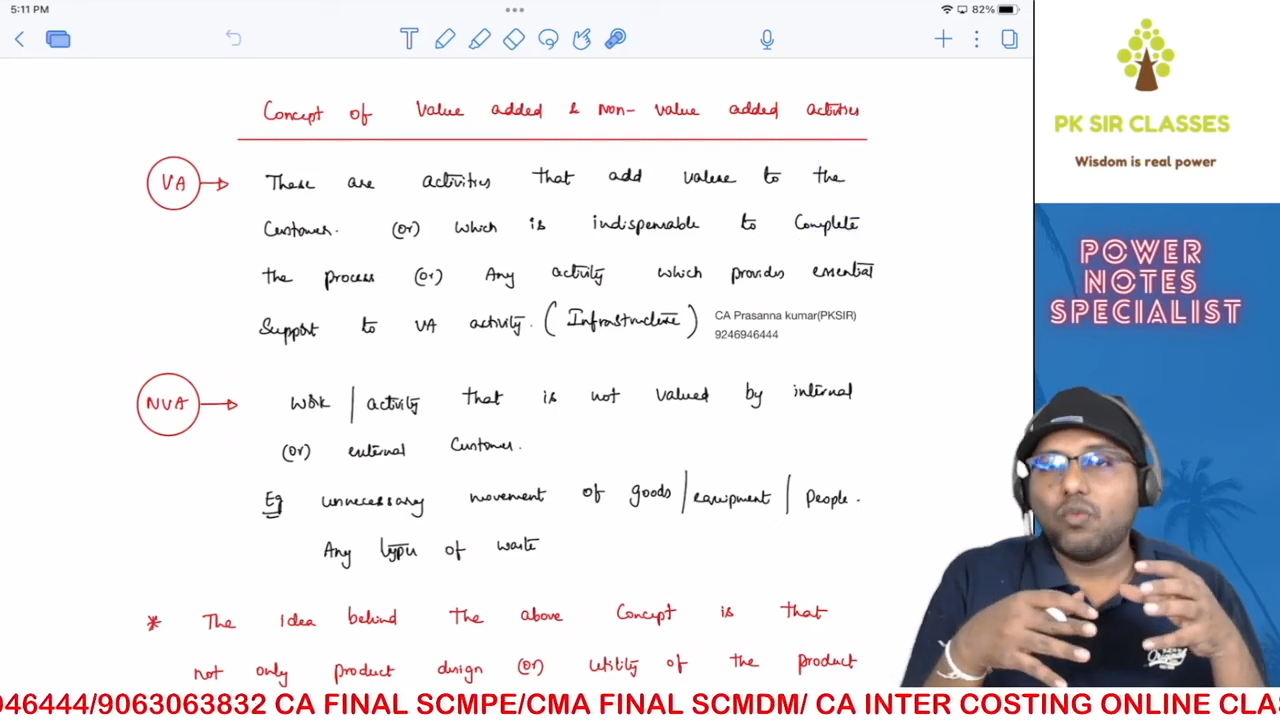 5:11 PM
82%
Concept of Value added & Non-value added activities
VA → These are activities that add value to the
Customer. (or) which is indispensable to Complete
the process (or) Any activity which provides essential
Support to VA activity. (Infrastructure)
CA Prasanna kumar(PKSIR)
9246946444
NVA → Work | activity that is not valued by internal
(or) external Customer.
Eg unnecessary movement of goods | equipment | People.
Any type of waste
* The idea behind the above Concept is that
not only product design (or) utility of the product
PK SIR CLASSES
Wisdom is real power
POWER
NOTES
SPECIALIST
946444/9063063832 CA FINAL SCMPE/CMA FINAL SCMDM/ CA INTER COSTING ONLINE CLA